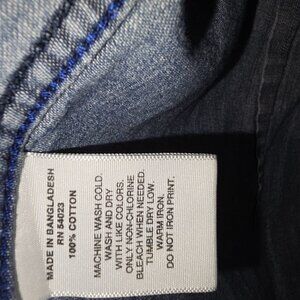 MADE IN BANGLADESH
RN 54023
100% COTTON
MACHINE WASH COLD.
WASH AND DRY
WITH LIKE COLORS.
ONLY NON-CHLORINE
BLEACH WHEN NEEDED.
TUMBLE DRY LOW.
WARM IRON.
DO NOT IRON PRINT.